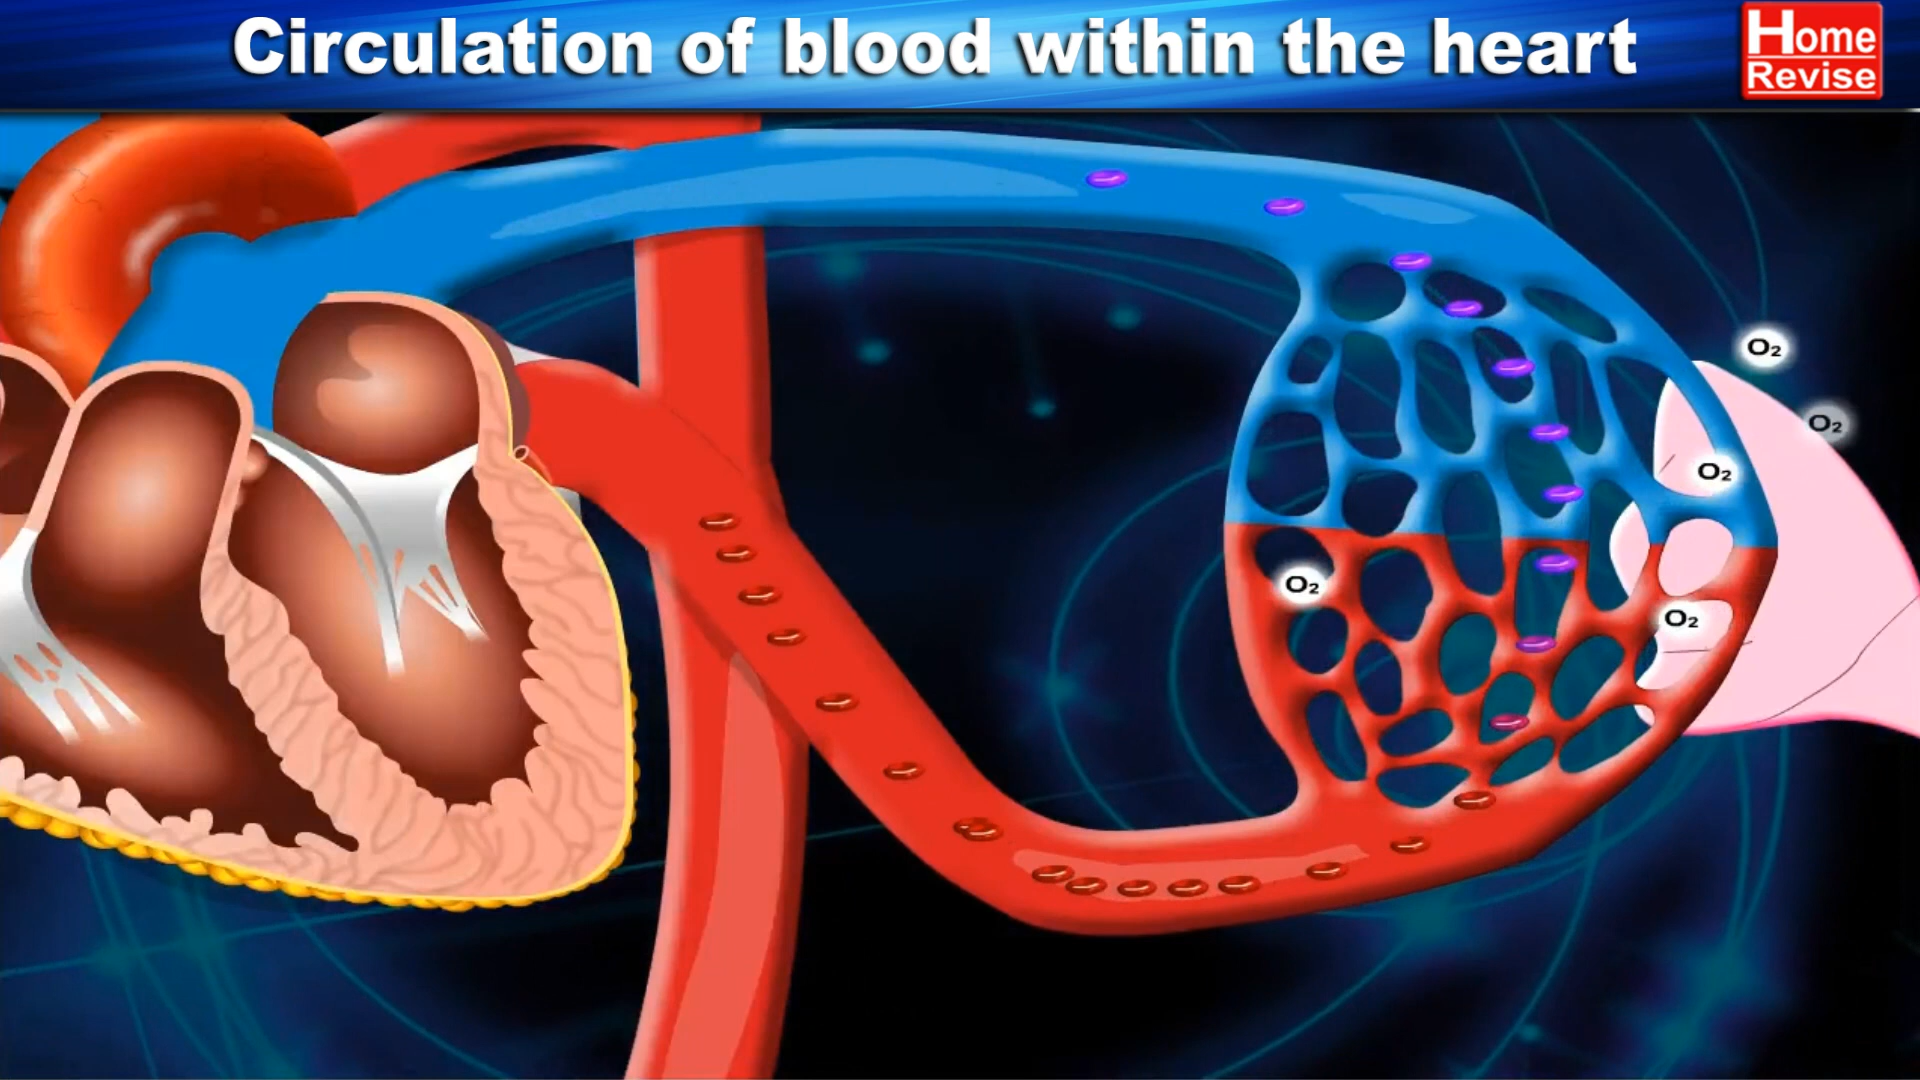 Circulation of blood within the heart
Home
Revise
O₂
O₂
O₂
O₂
O₂